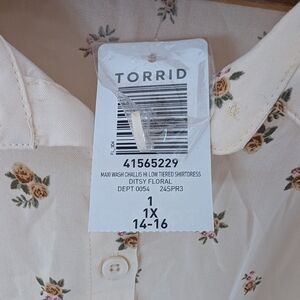 TORRID
41565229
MAXI WASH CHALLIS HI LOW TIERED SHIRTDRESS
DITSY FLORAL
DEPT 0054 24SPR3
1
1X
14-16